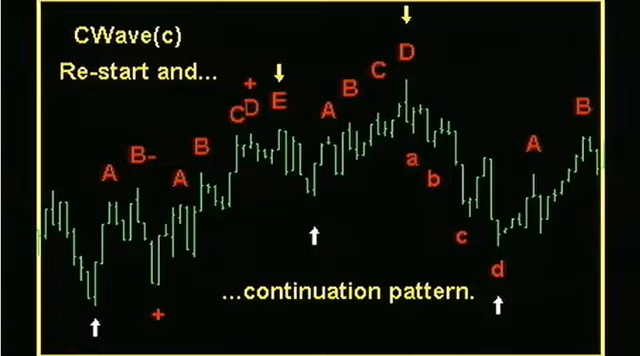 CWave(c)
Re-start and...
A
B-
A
B
+
C
D
E
A
B
C
D
A
B
a
b
c
d
+
...continuation pattern.